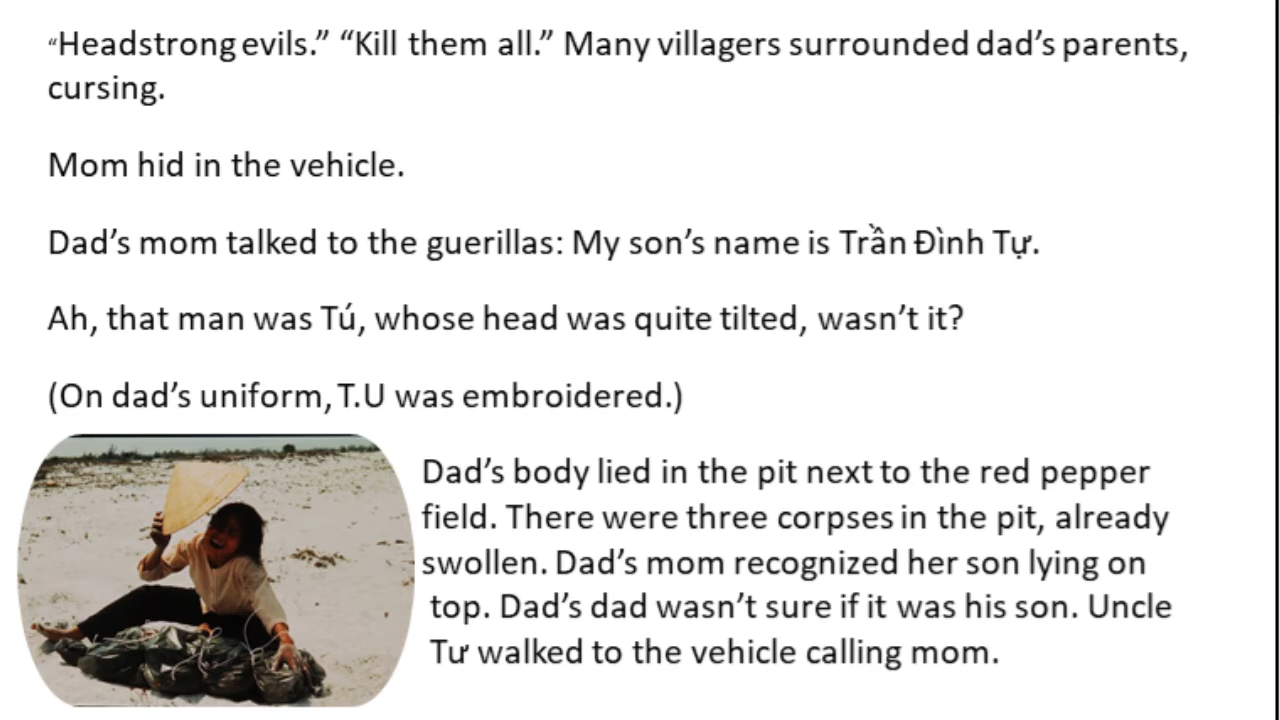 “Headstrong evils.” “Kill them all.” Many villagers surrounded dad’s parents,
cursing.
Mom hid in the vehicle.
Dad’s mom talked to the guerillas: My son’s name is Trần Đình Tự.
Ah, that man was Tú, whose head was quite tilted, wasn’t it?
(On dad’s uniform, T.U was embroidered.)
Dad’s body lied in the pit next to the red pepper
field. There were three corpses in the pit, already
swollen. Dad’s mom recognized her son lying on
top. Dad’s dad wasn’t sure if it was his son. Uncle
Tư walked to the vehicle calling mom.